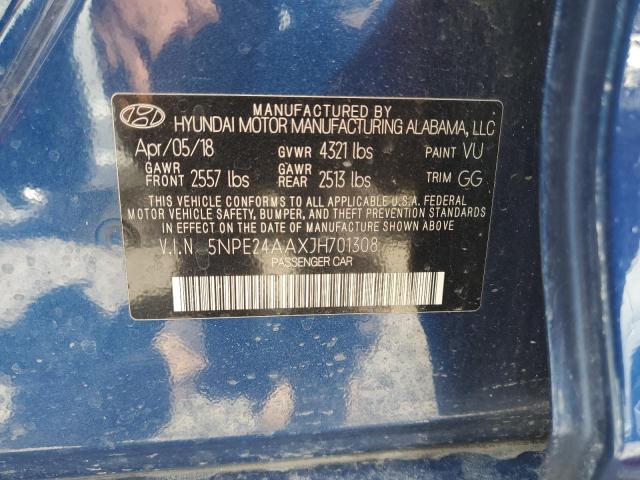 MANUFACTURED BY
HYUNDAI MOTOR MANUFACTURING ALABAMA, LLC
Apr/05/18 GVWR 4321 lbs PAINT VU
GAWR FRONT 2557 lbs GAWR REAR 2513 lbs TRIM GG
THIS VEHICLE CONFORMS TO ALL APPLICABLE U.S.A. FEDERAL
MOTOR VEHICLE SAFETY, BUMPER, AND THEFT PREVENTION
STANDARDS IN EFFECT ON THE DATE OF MANUFACTURE SHOWN ABOVE.
V.I.N 5NPE24AAXJH701308
PASSENGER CAR